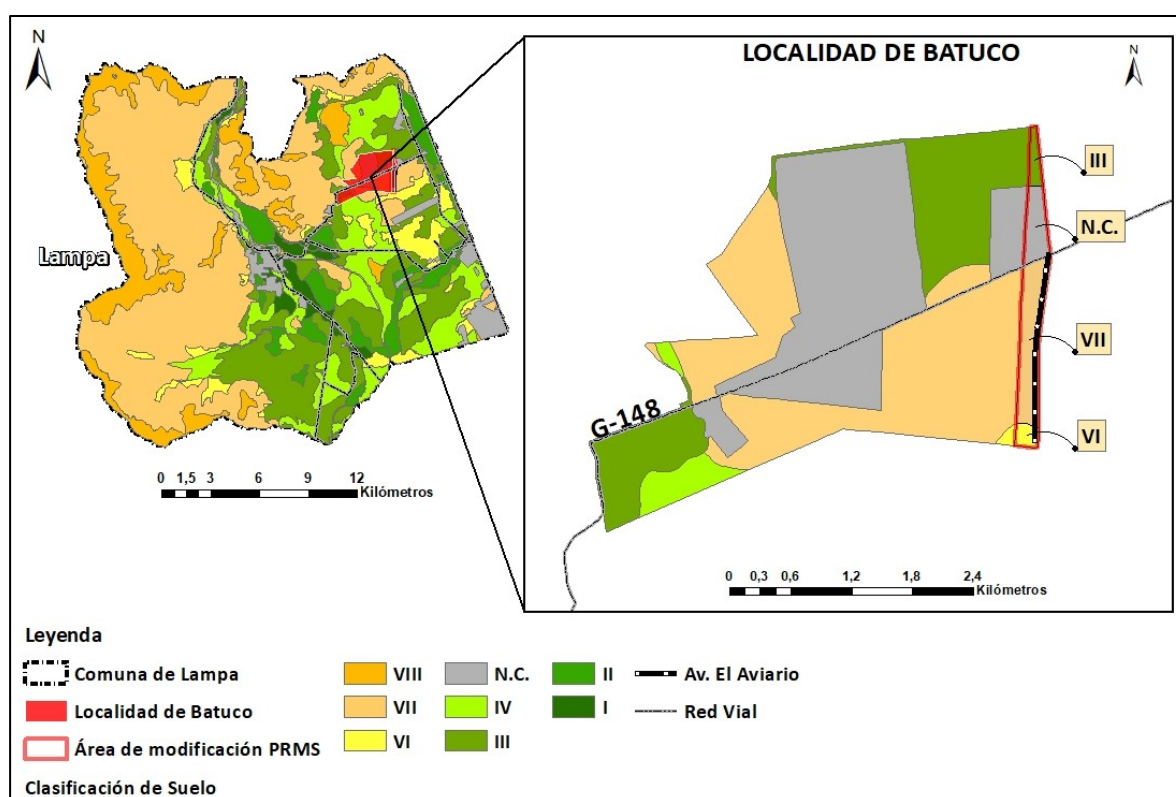 N
Lampa
0 1,5 3 6 9 12
Kilómetros
LOCALIDAD DE BATUCO
N
III
N.C.
VII
VI
G-148
0 0,3 0,6 1,2 1,8 2,4
Kilómetros
Leyenda
Comuna de Lampa
Localidad de Batuco
Área de modificación PRMS
Clasificación de Suelo
VIII
VII
VI
N.C.
IV
III
II
I
Av. El Aviario
Red Vial